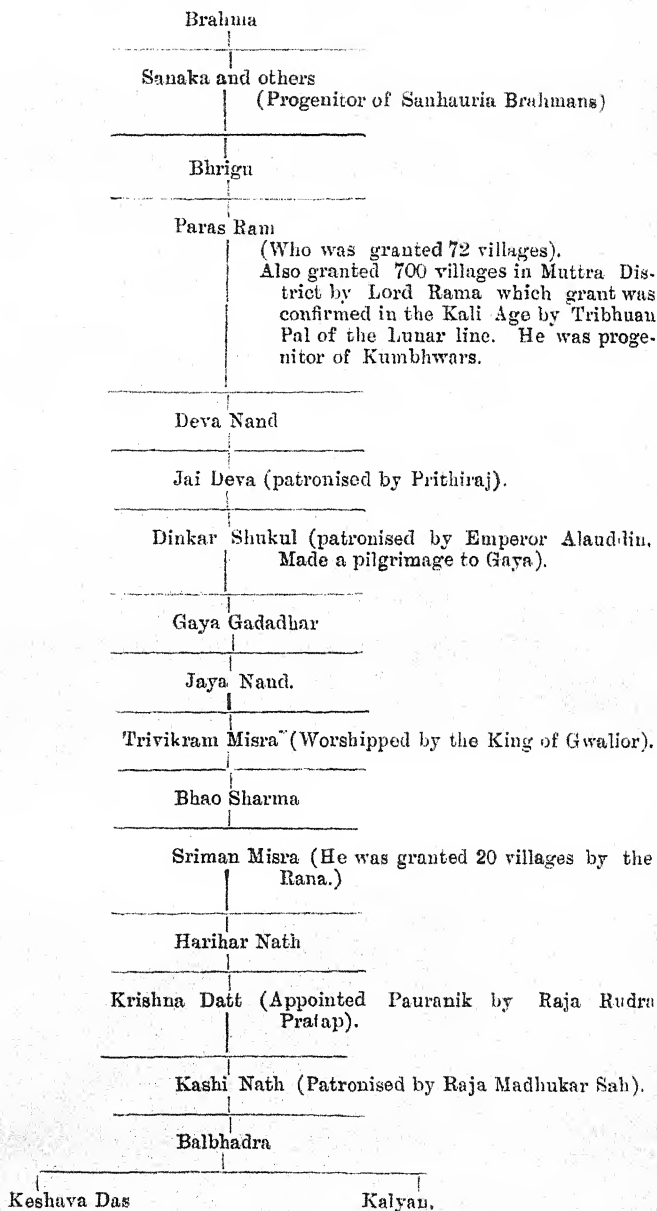 Brahma
Sanaka and others
(Progenitor of Sanhauria Brahmans)
Bhrigu
Paras Ram
(Who was granted 72 villages).
Also granted 700 villages in Muttra Dis-
trict by Lord Rama which grant was
confirmed in the Kali Age by Tribhuan
Pal of the Lunar line. He was proge-
nitor of Kumbhwars.
Deva Nand
Jai Deva (patronised by Prithiraj).
Dinkar Shukul (patronised by Emperor Alauddin.
Made a pilgrimage to Gaya).
Gaya Gadadhar
Jaya Nand.
Trivikram Misra (Worshipped by the King of Gwalior).
Bhao Sharma
Sriman Misra (He was granted 20 villages by the
Rana.)
Harihar Nath
Krishna Datt (Appointed Pauranik by Raja Rudra
Pratap).
Kashi Nath (Patronised by Raja Madhukar Sah).
Balbhadra
Keshava Das Kalyan.